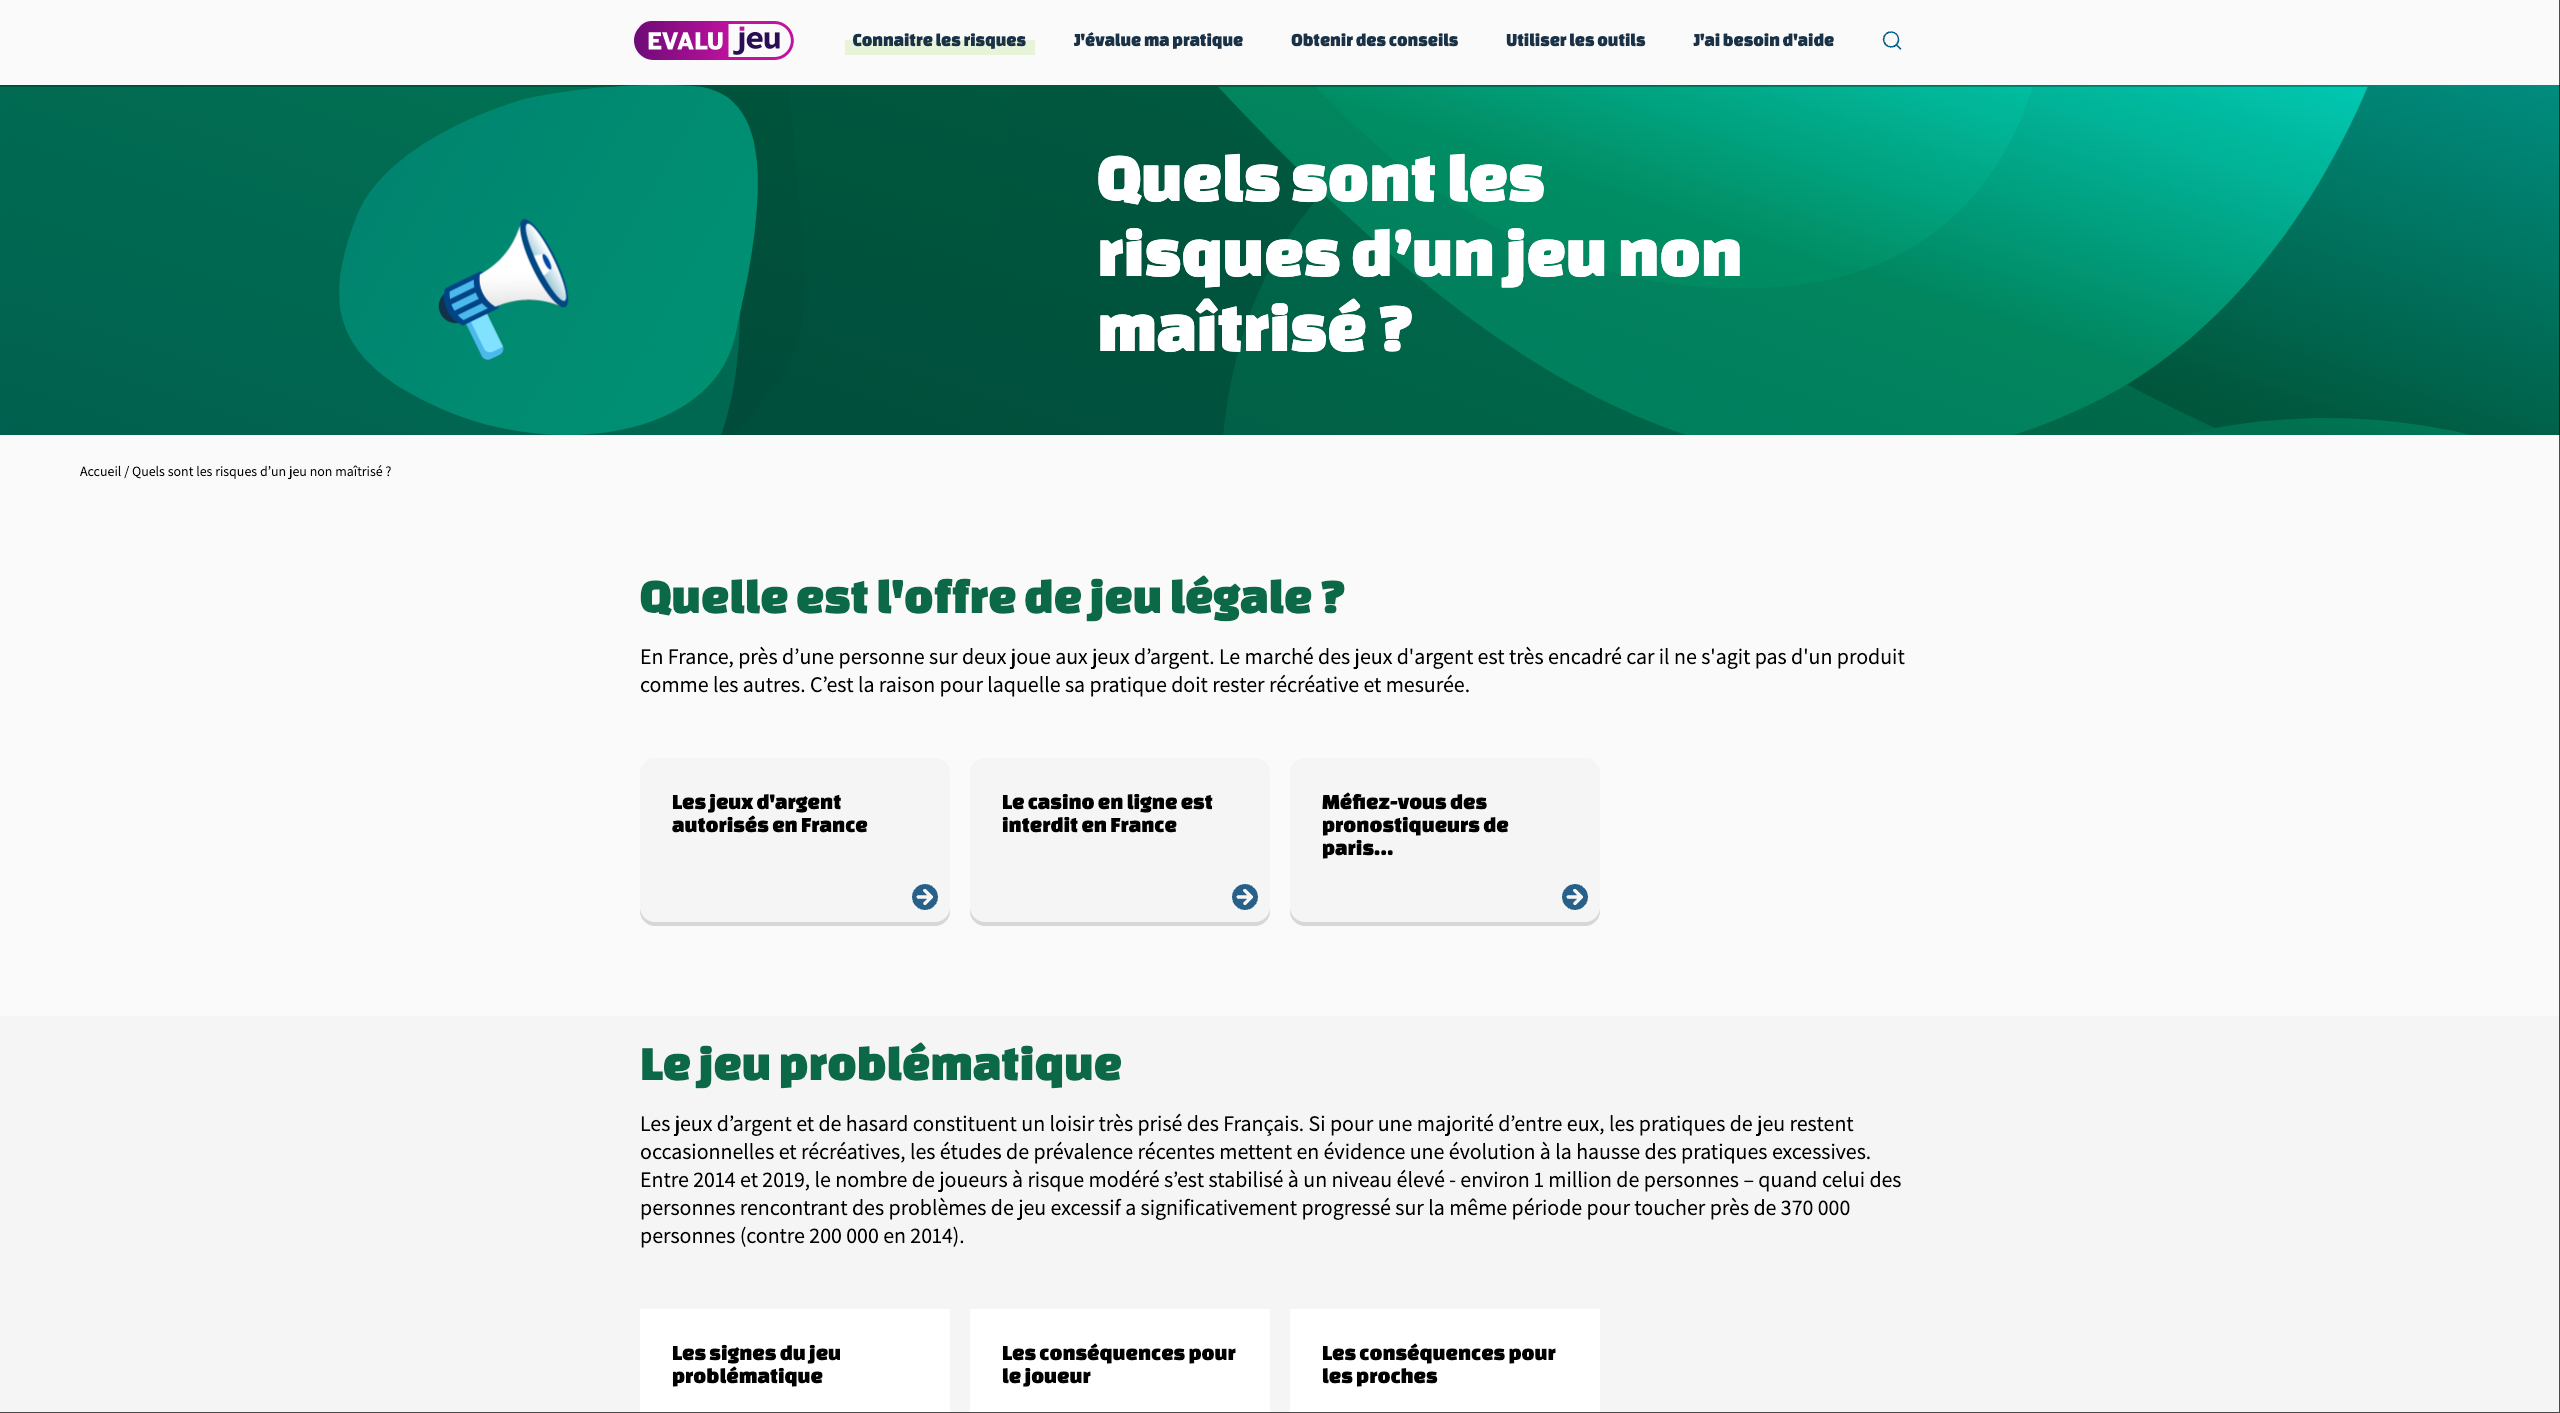 EVALU jeu
Connaitre les risques
J'évalue ma pratique
Obtenir des conseils
Utiliser les outils
J'ai besoin d'aide
Quels sont les
risques d’un jeu non
maîtrisé ?
Accueil / Quels sont les risques d’un jeu non maîtrisé ?
Quelle est l'offre de jeu légale ?
En France, près d’une personne sur deux joue aux jeux d’argent. Le marché des jeux d'argent est très encadré car il ne s'agit pas d'un produit
comme les autres. C’est la raison pour laquelle sa pratique doit rester récréative et mesurée.
Les jeux d'argent
autorisés en France
Le casino en ligne est
interdit en France
Méfiez-vous des
pronostiqueurs de
paris...
Le jeu problématique
Les jeux d’argent et de hasard constituent un loisir très prisé des Français. Si pour une majorité d’entre eux, les pratiques de jeu restent
occasionnelles et récréatives, les études de prévalence récentes mettent en évidence une évolution à la hausse des pratiques excessives.
Entre 2014 et 2019, le nombre de joueurs à risque modéré s’est stabilisé à un niveau élevé - environ 1 million de personnes – quand celui des
personnes rencontrant des problèmes de jeu excessif a significativement progressé sur la même période pour toucher près de 370 000
personnes (contre 200 000 en 2014).
Les signes du jeu
problématique
Les conséquences pour
le joueur
Les conséquences pour
les proches